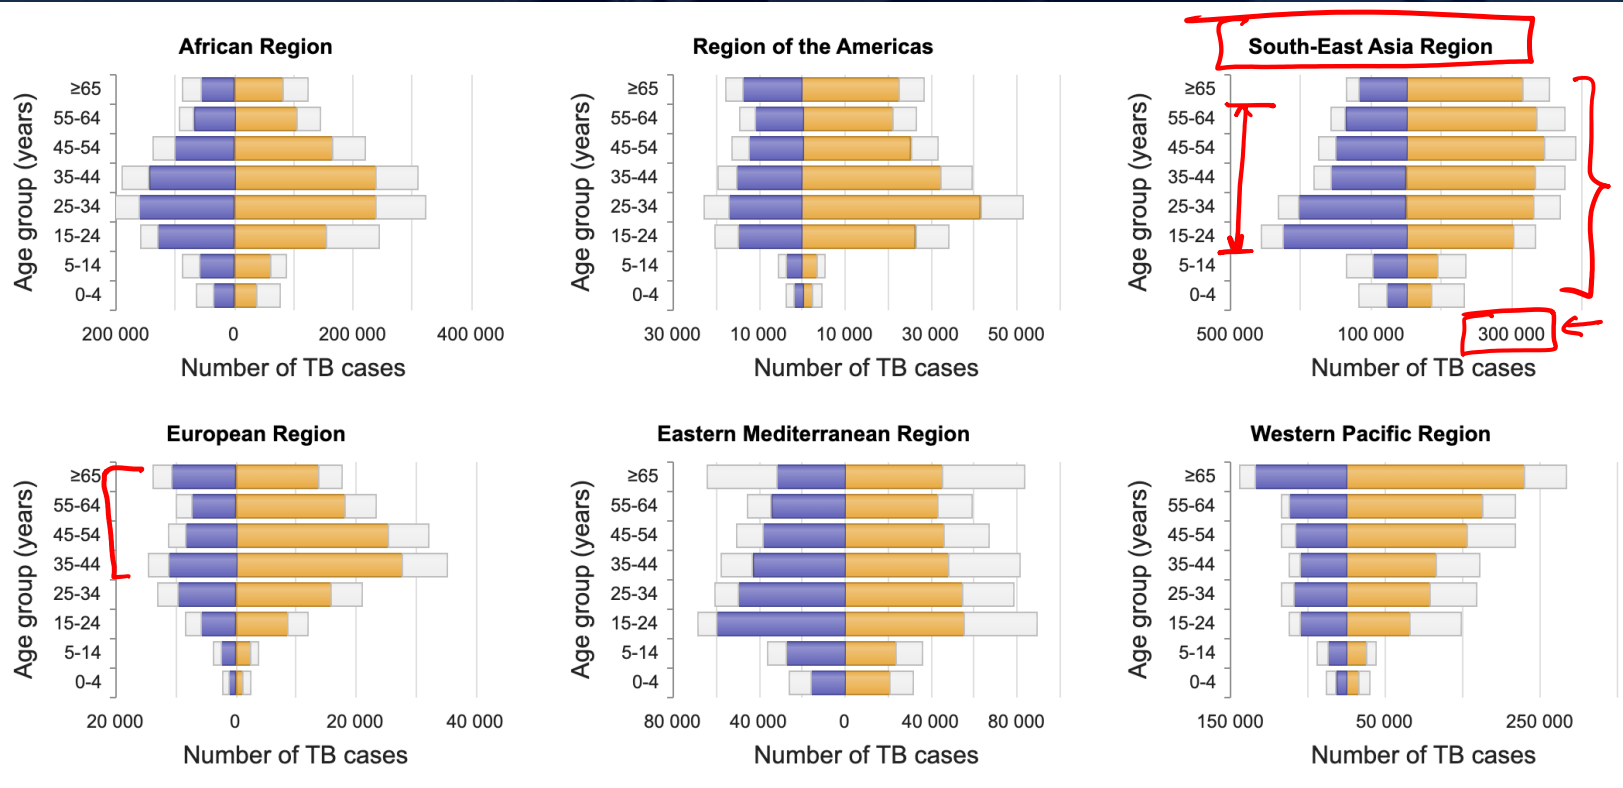 African Region
Age group (years)
≥65
55-64
45-54
35-44
25-34
15-24
5-14
0-4
200 000 0 200 000 400 000
Number of TB cases
Region of the Americas
Age group (years)
≥65
55-64
45-54
35-44
25-34
15-24
5-14
0-4
30 000 10 000 10 000 30 000 50 000
Number of TB cases
South-East Asia Region
Age group (years)
≥65
55-64
45-54
35-44
25-34
15-24
5-14
0-4
500 000 100 000 300 000
Number of TB cases
European Region
Age group (years)
≥65
55-64
45-54
35-44
25-34
15-24
5-14
0-4
20 000 0 20 000 40 000
Number of TB cases
Eastern Mediterranean Region
Age group (years)
≥65
55-64
45-54
35-44
25-34
15-24
5-14
0-4
80 000 40 000 0 40 000 80 000
Number of TB cases
Western Pacific Region
Age group (years)
≥65
55-64
45-54
35-44
25-34
15-24
5-14
0-4
150 000 50 000 250 000
Number of TB cases